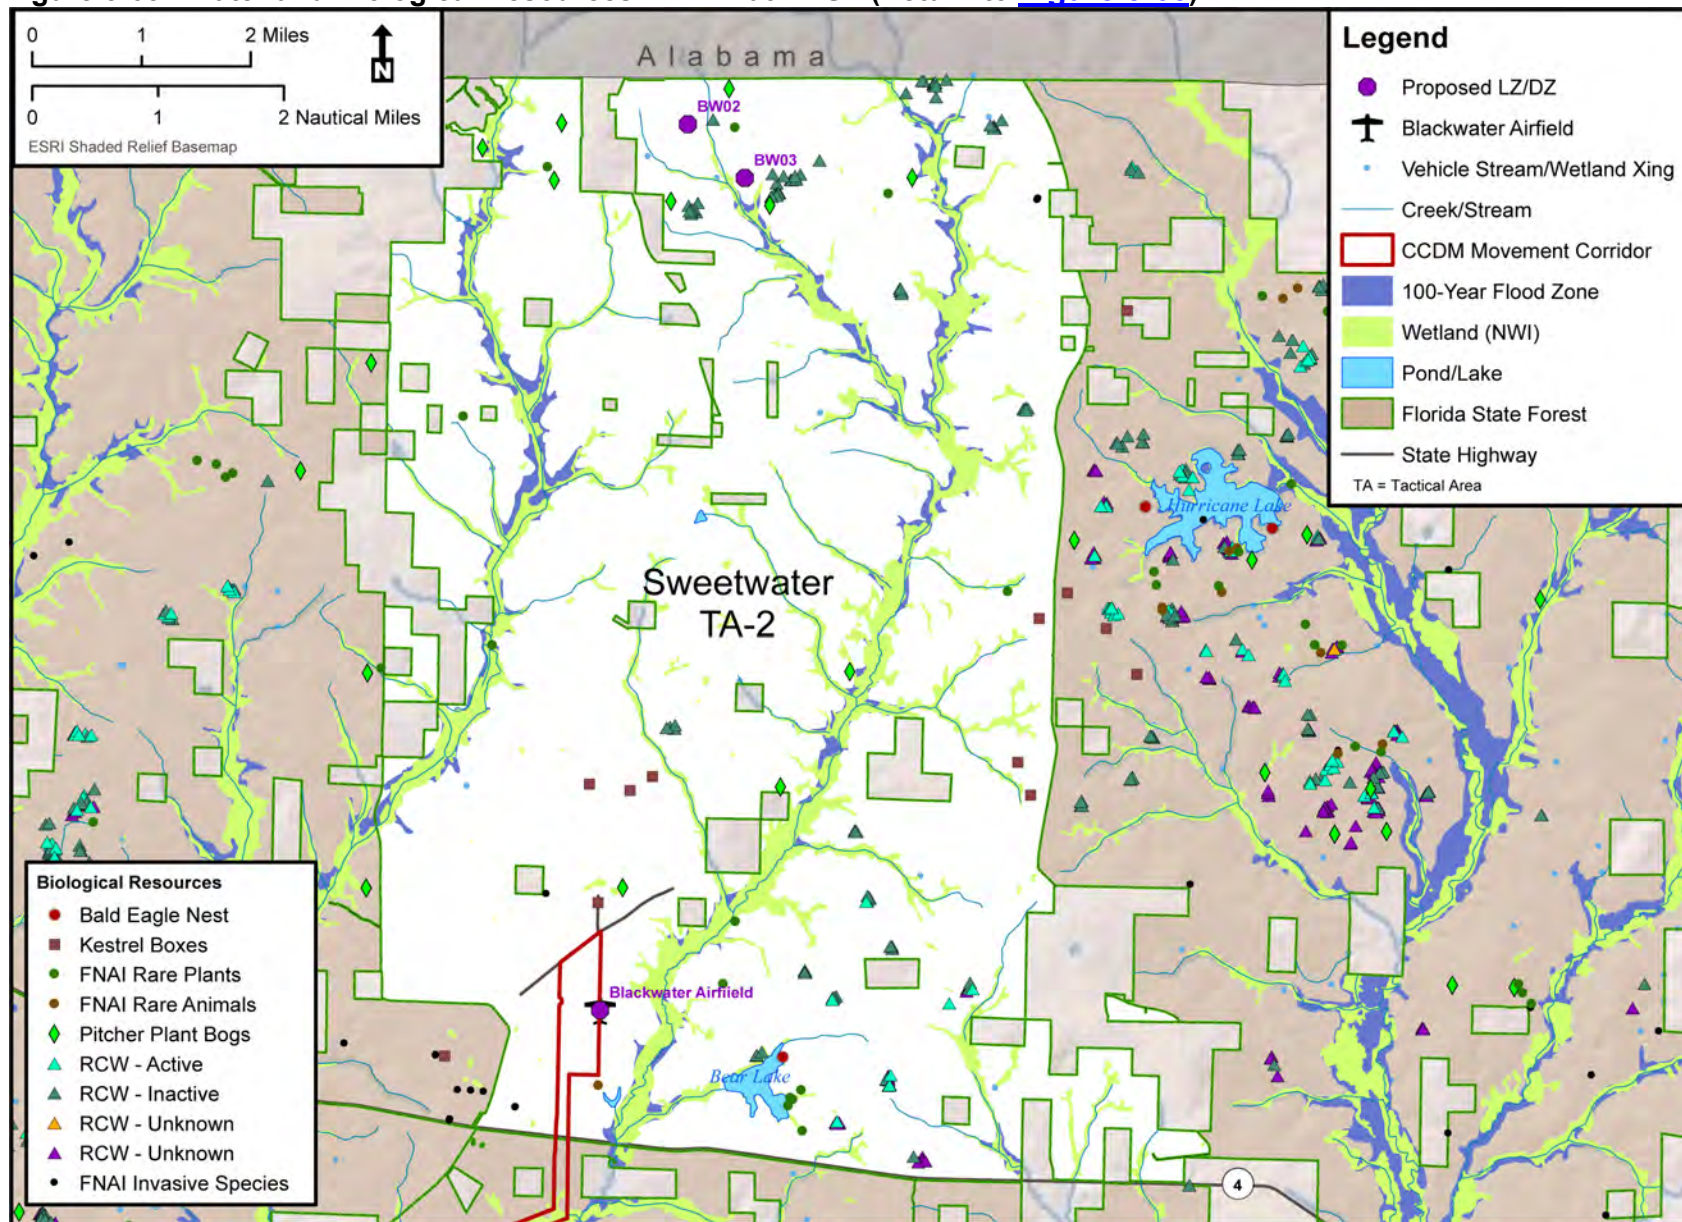 0 1 2 Miles
N
0 1 2 Nautical Miles
ESRI Shaded Relief Basemap
Alabama
BW02
BW03
Hurricane Lake
Sweetwater
TA-2
Blackwater Airfiield
Bear Lake
4
Legend
Proposed LZ/DZ
Blackwater Airfield
Vehicle Stream/Wetland Xing
Creek/Stream
CCDM Movement Corridor
100-Year Flood Zone
Wetland (NWI)
Pond/Lake
Florida State Forest
State Highway
TA = Tactical Area
Biological Resources
Bald Eagle Nest
Kestrel Boxes
FNAI Rare Plants
FNAI Rare Animals
Pitcher Plant Bogs
RCW - Active
RCW - Inactive
RCW - Unknown
RCW - Unknown
FNAI Invasive Species